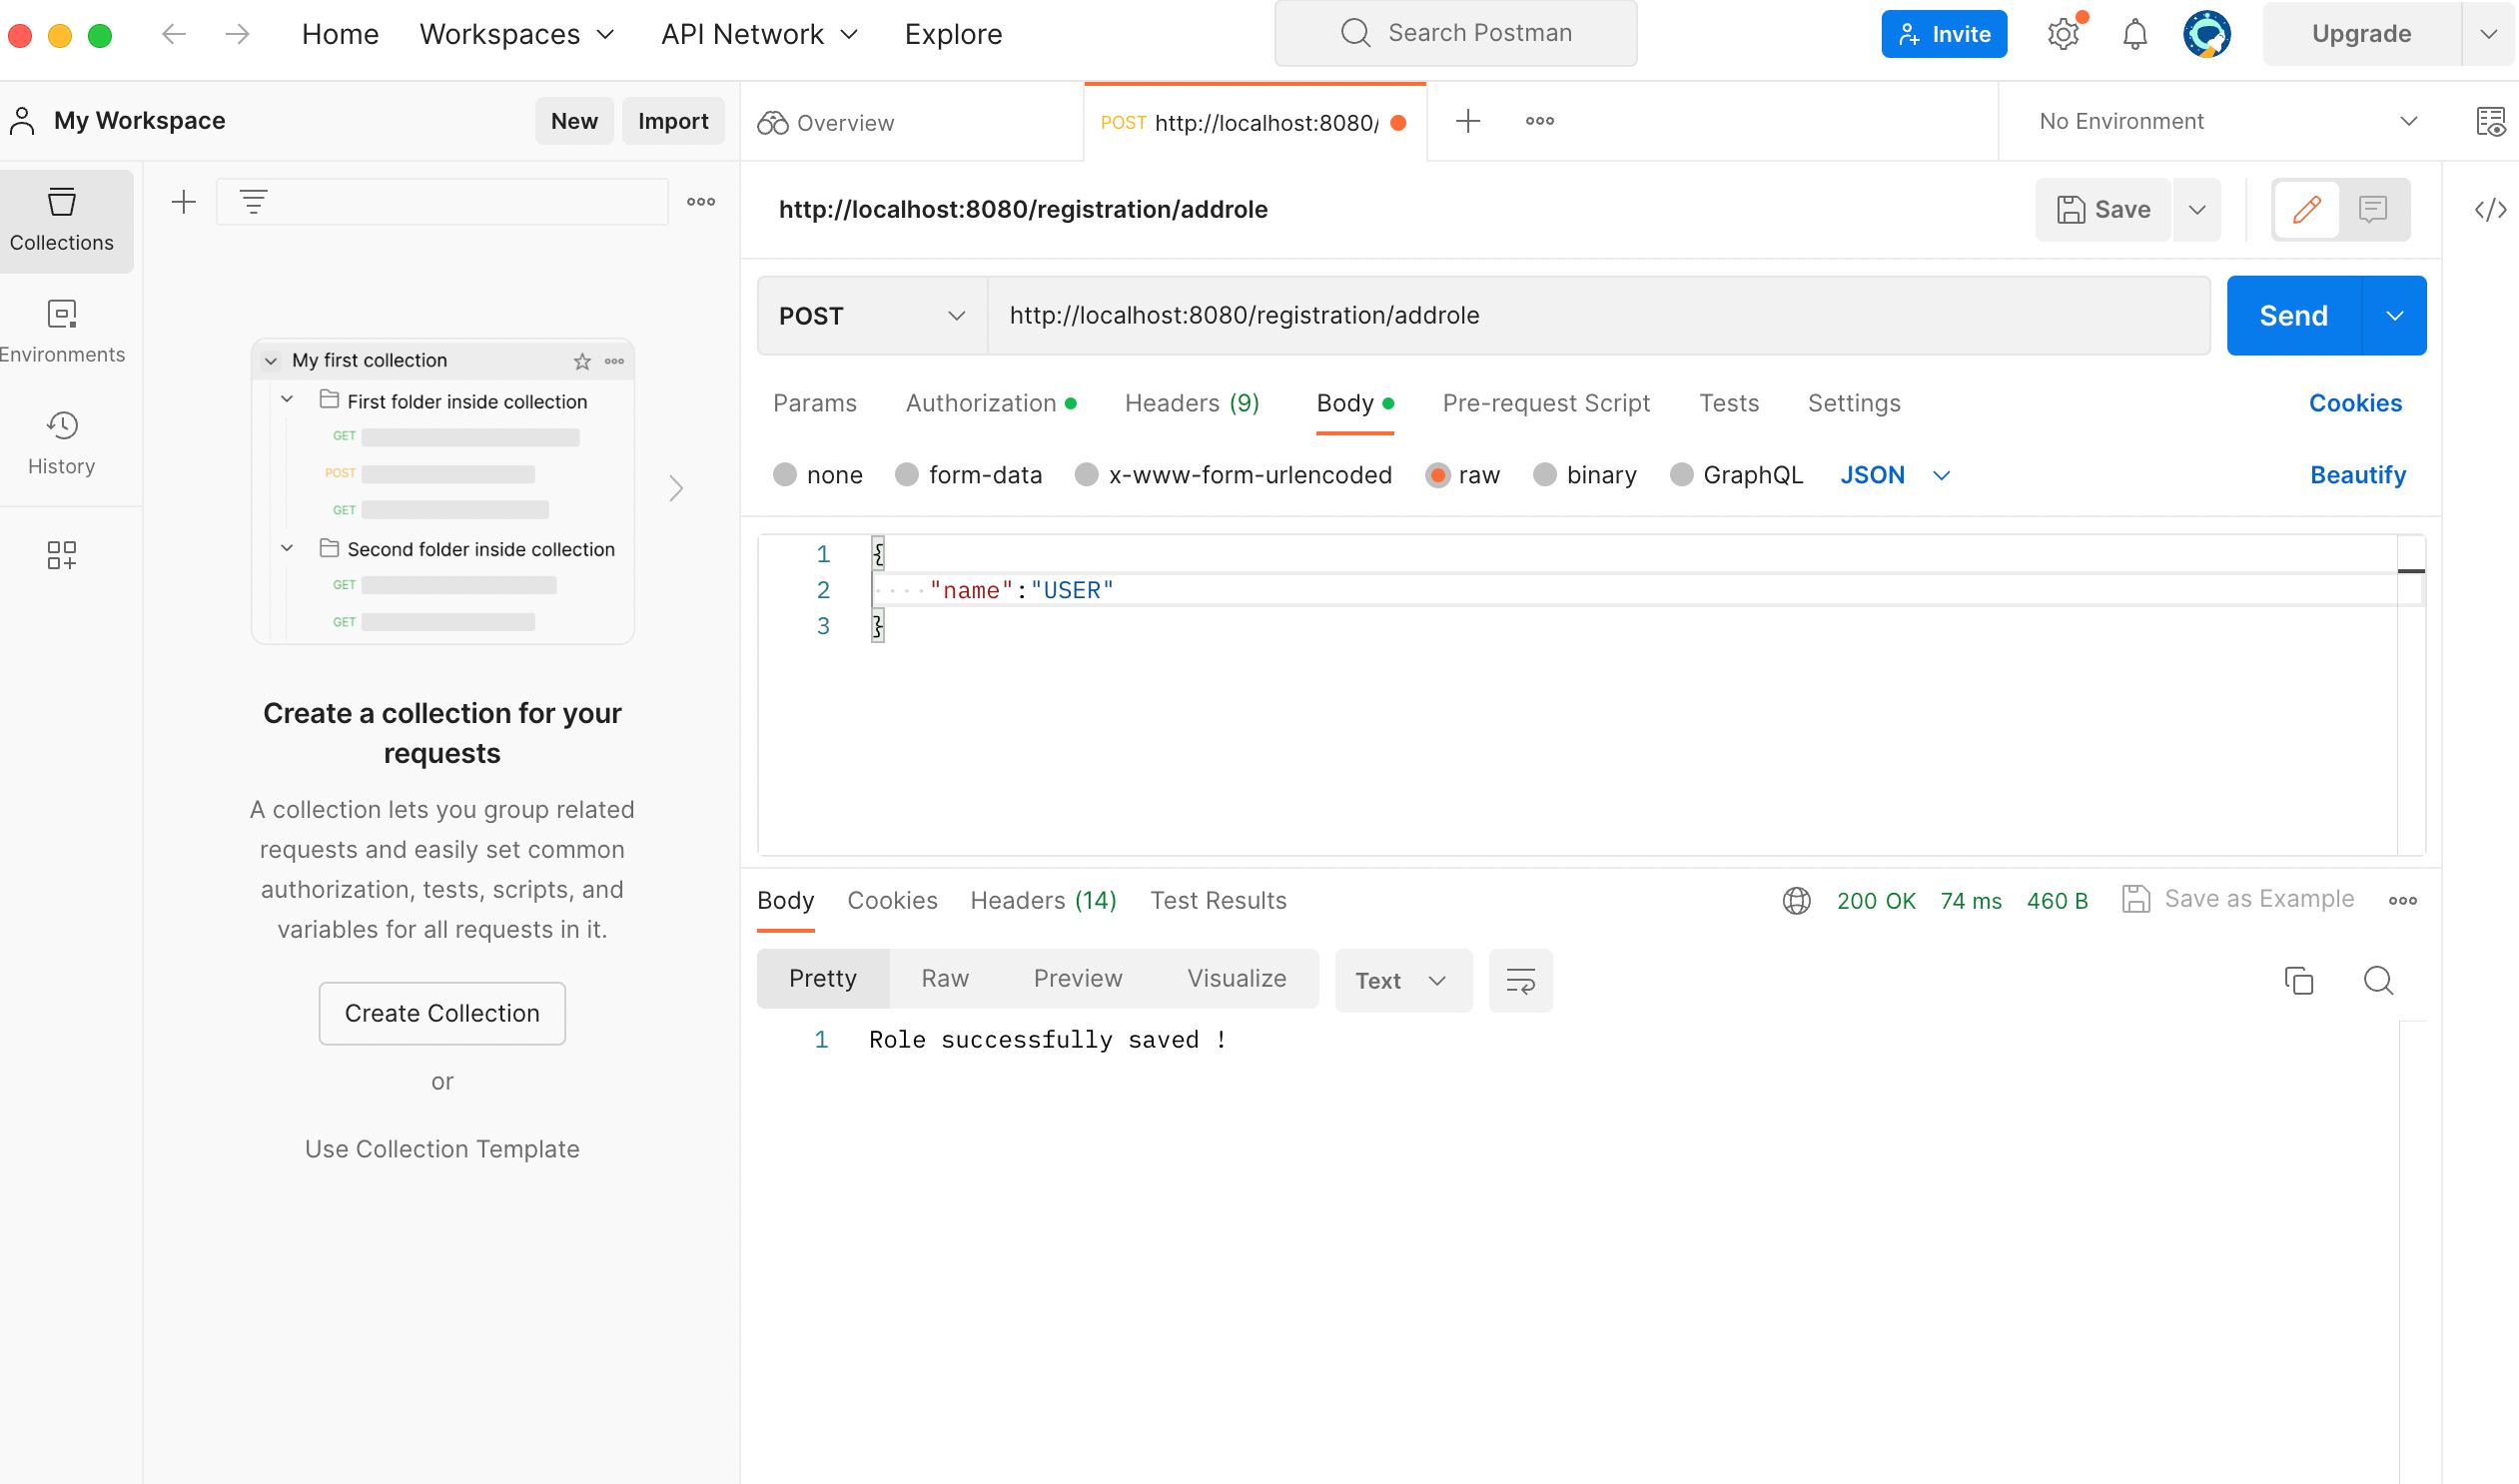 Home Workspaces API Network Explore Search Postman Invite Upgrade
My Workspace New Import
Overview POST http://localhost:8080/ No Environment
Collections
Environments
History
My first collection
First folder inside collection
GET
POST
GET
Second folder inside collection
GET
GET
Create a collection for your
requests
A collection lets you group related
requests and easily set common
authorization, tests, scripts, and
variables for all requests in it.
Create Collection
or
Use Collection Template
http://localhost:8080/registration/addrole Save
POST http://localhost:8080/registration/addrole Send
Params Authorization Headers (9) Body Pre-request Script Tests Settings Cookies
none form-data x-www-form-urlencoded raw binary GraphQL JSON Beautify
1 {
2 "name":"USER"
3 }
Body Cookies Headers (14) Test Results 200 OK 74 ms 460 B Save as Example
Pretty Raw Preview Visualize Text
1 Role successfully saved !